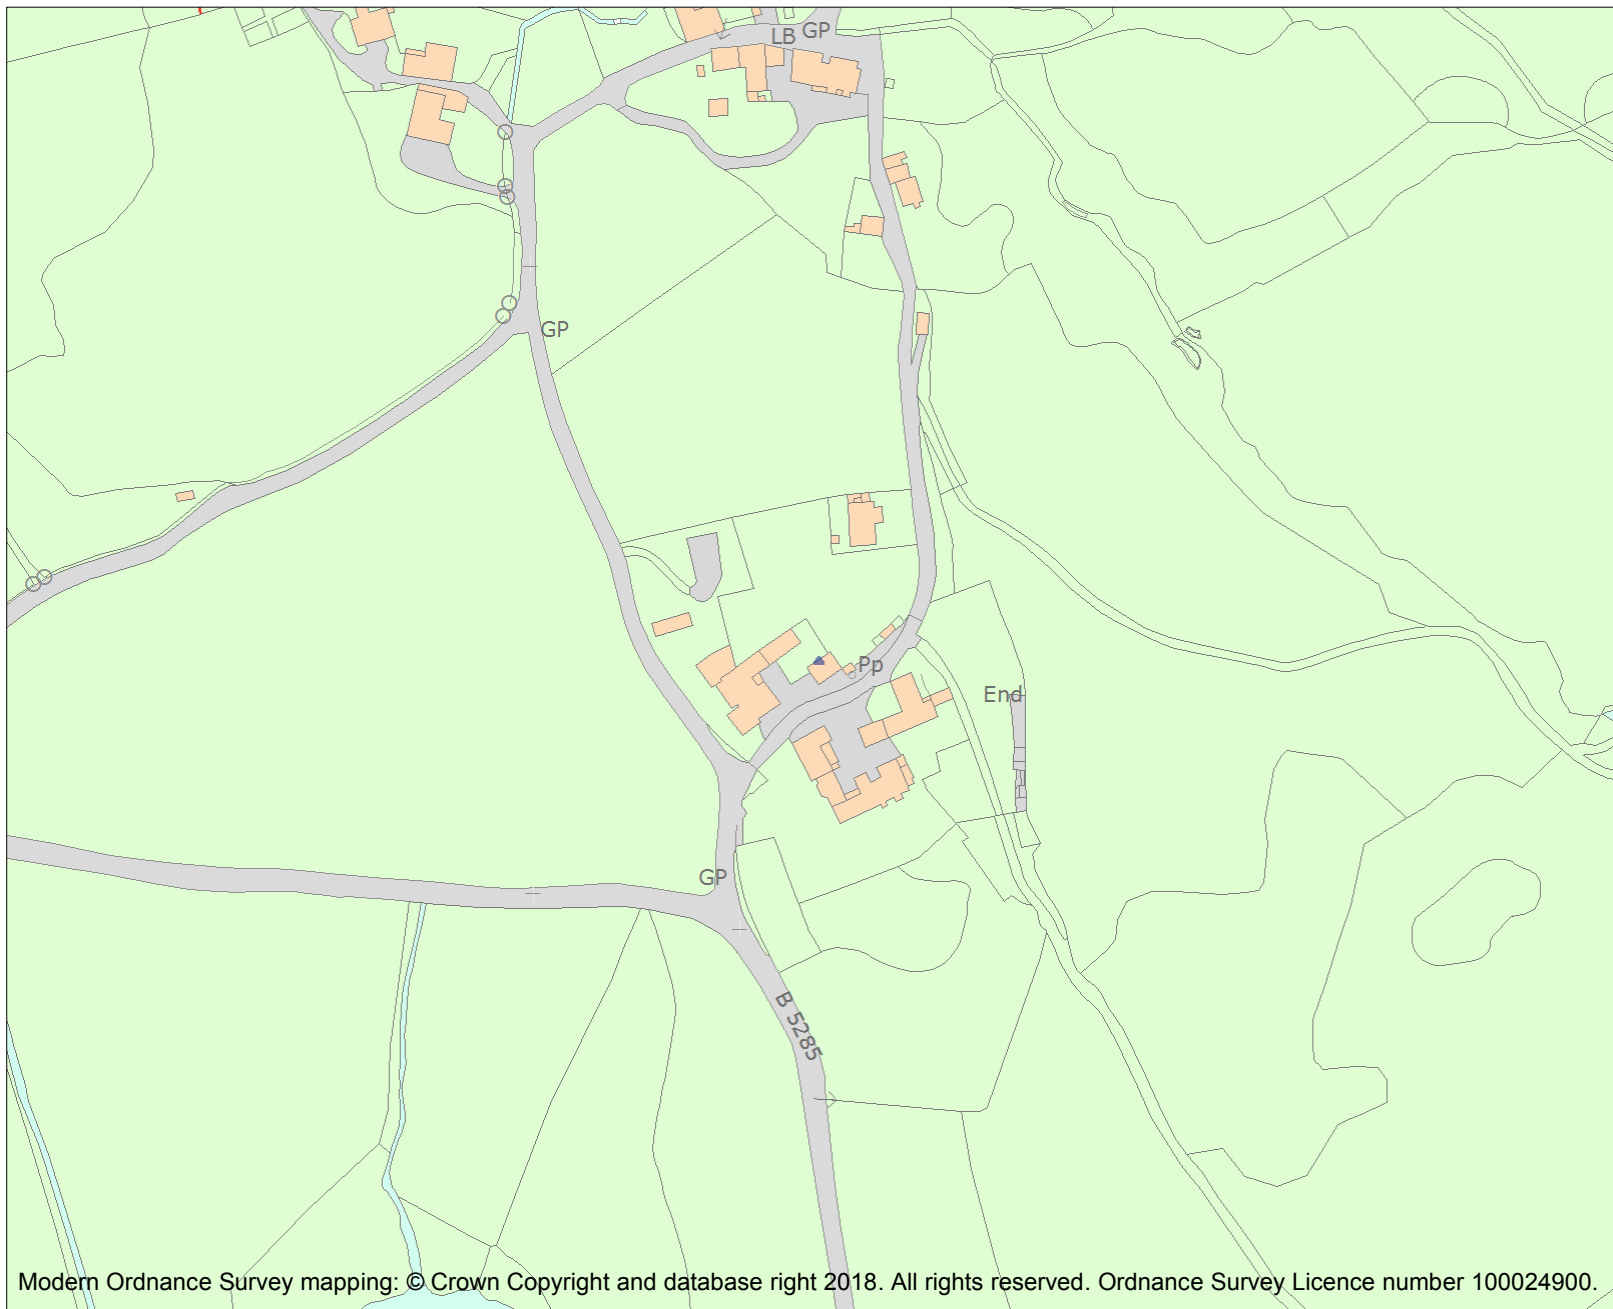 LB GP
GP
Pp
End
GP
B 5285
Modern Ordnance Survey mapping: © Crown Copyright and database right 2018. All rights reserved. Ordnance Survey Licence number 100024900.